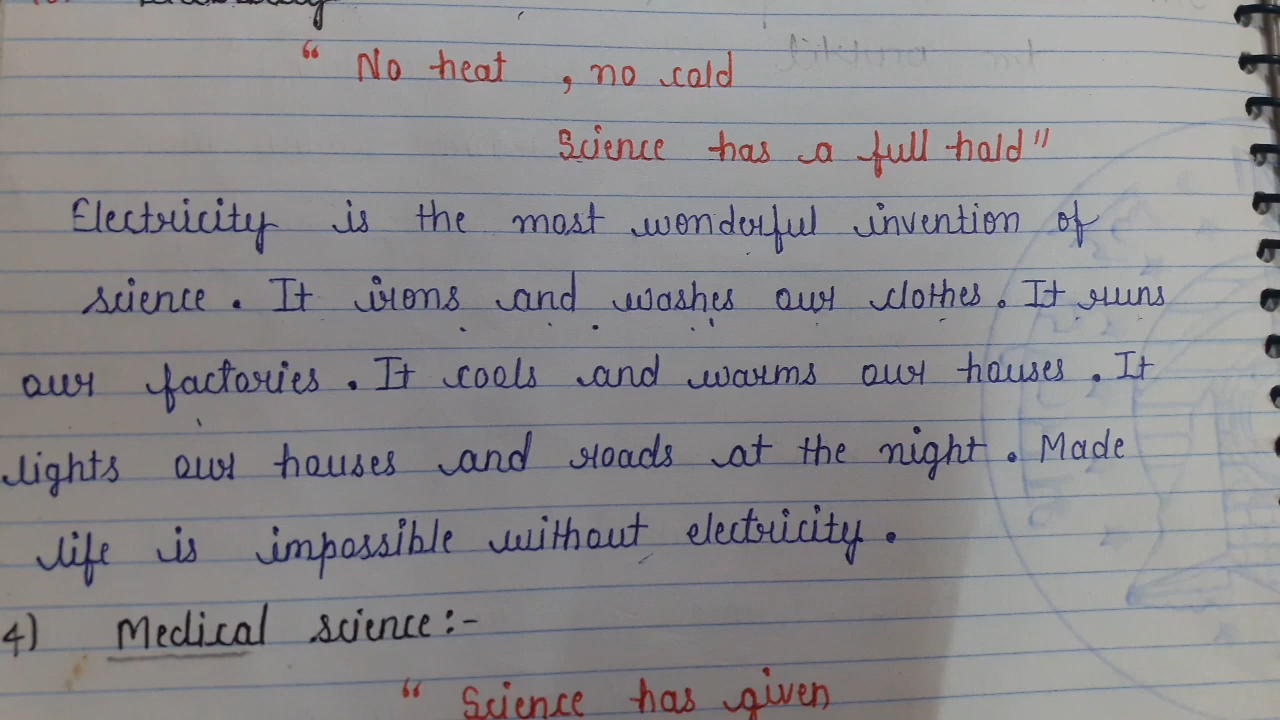 " No heat , no cold
Science has a full hold"
Electricity is the most wonderful invention of
science. It irons and washes our clothes. It runs
our factories. It cools and warms our houses. It
lights our houses and roads at the night. Made
life is impossible without electricity.
4) Medical science:-
" Science has given